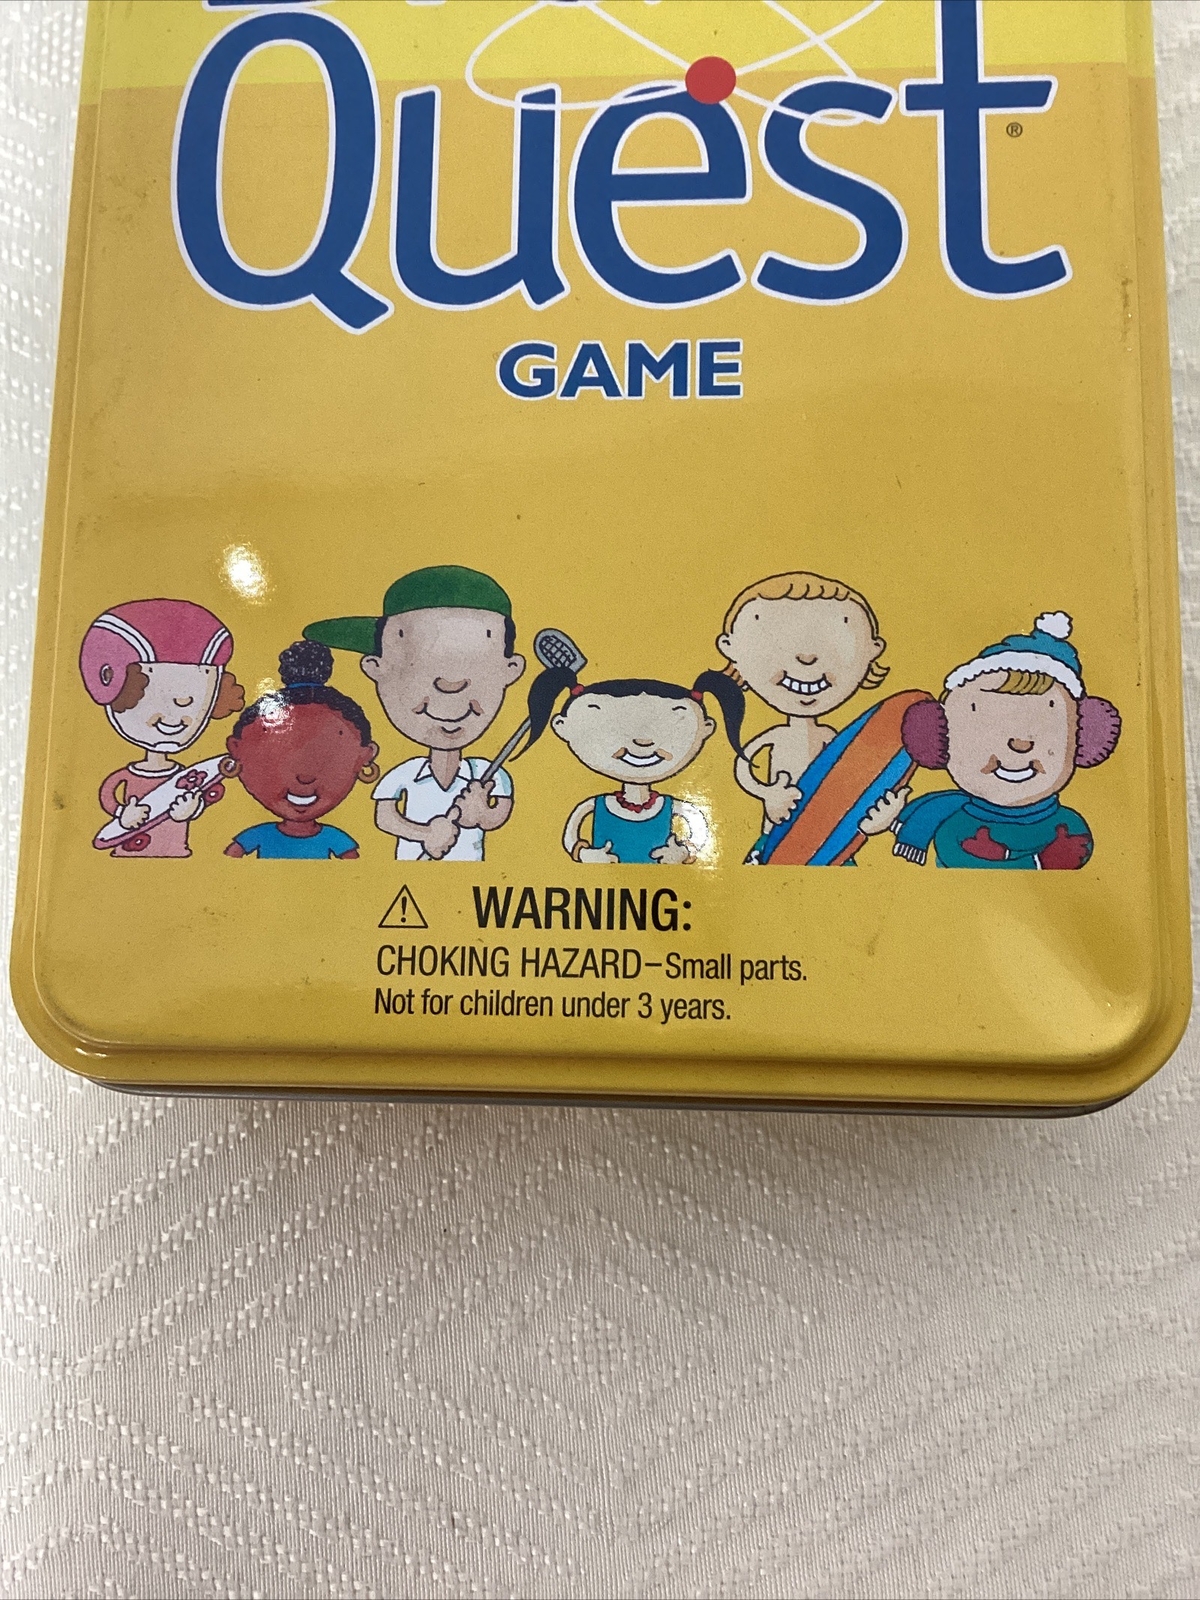 Quest®
GAME
⚠ WARNING:
CHOKING HAZARD–Small parts.
Not for children under 3 years.